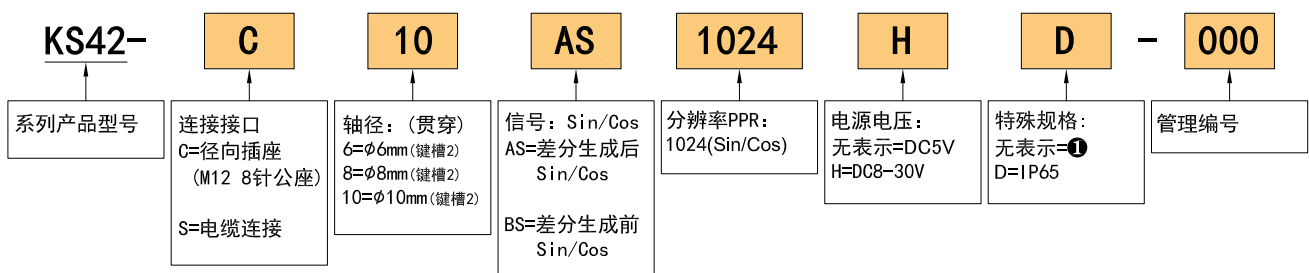 KS42- C 10 AS 1024 H D - 000
系列产品型号
连接接口
C=径向插座
(M12 8针公座)
S=电缆连接
轴径: (贯穿)
6=ϕ6mm(键槽2)
8=ϕ8mm(键槽2)
10=ϕ10mm(键槽2)
信号: Sin/Cos
AS=差分生成后
Sin/Cos
BS=差分生成前
Sin/Cos
分辨率PPR:
1024(Sin/Cos)
电源电压:
无表示=DC5V
H=DC8-30V
特殊规格:
无表示=❶
D=IP65
管理编号